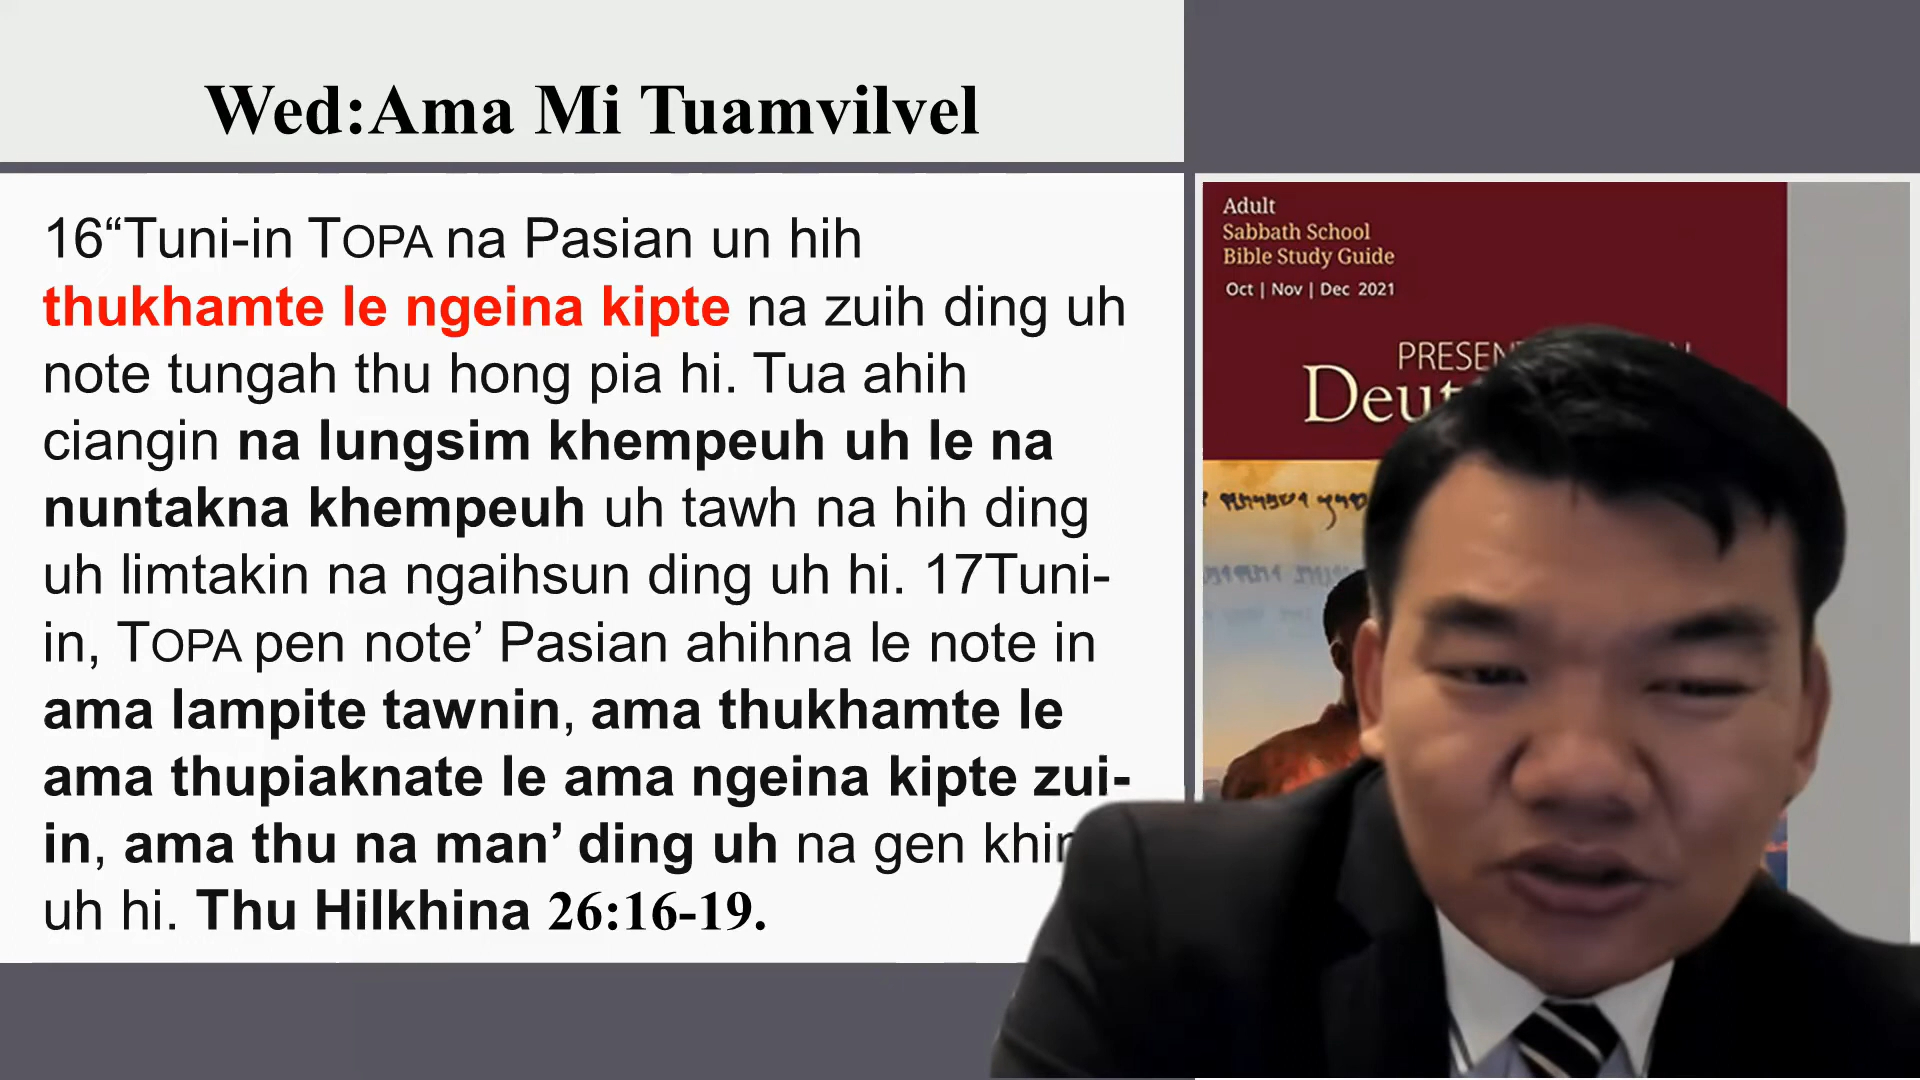 Wed:Ama Mi Tuamvilvel
16“Tuni-in TOPA na Pasian un hih
thukhamte le ngeina kipte na zuih ding uh
note tungah thu hong pia hi. Tua ahih
ciangin na lungsim khempeuh uh le na
nuntakna khempeuh uh tawh na hih ding
uh limtakin na ngaihsun ding uh hi. 17Tuni-
in, TOPA pen note’ Pasian ahihna le note in
ama lampite tawnin, ama thukhamte le
ama thupiaknate le ama ngeina kipte zui-
in, ama thu na man’ ding uh na gen
uh hi. Thu Hilkhina 26:16-19.
Adult
Sabbath School
Bible Study Guide
Oct | Nov | Dec 2021